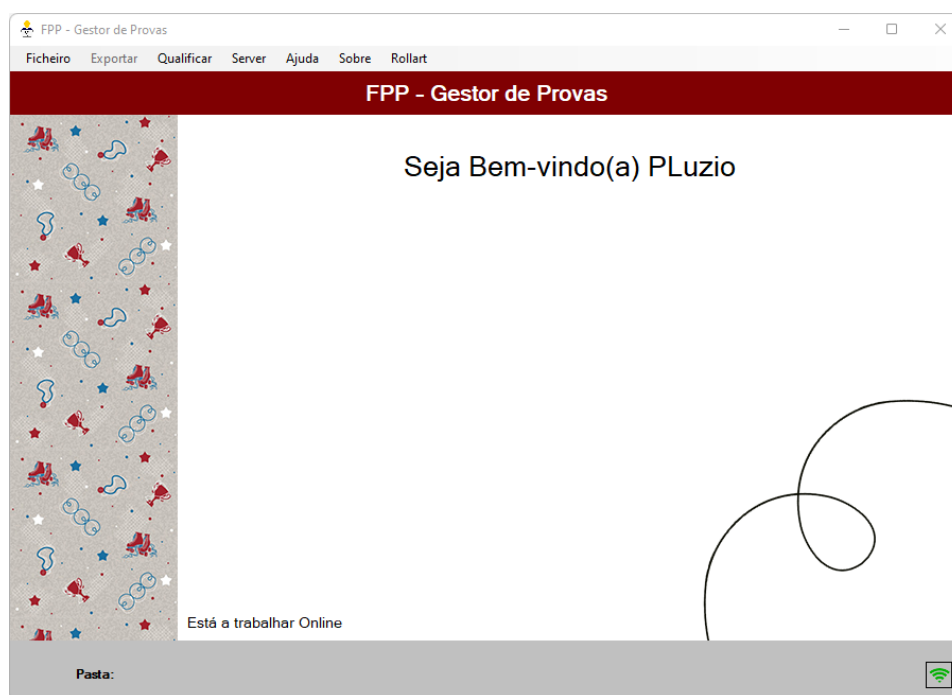 FPP - Gestor de Provas
Ficheiro Exportar Qualificar Server Ajuda Sobre Rollart
FPP - Gestor de Provas
Seja Bem-vindo(a) PLuzio
Está a trabalhar Online
Pasta: